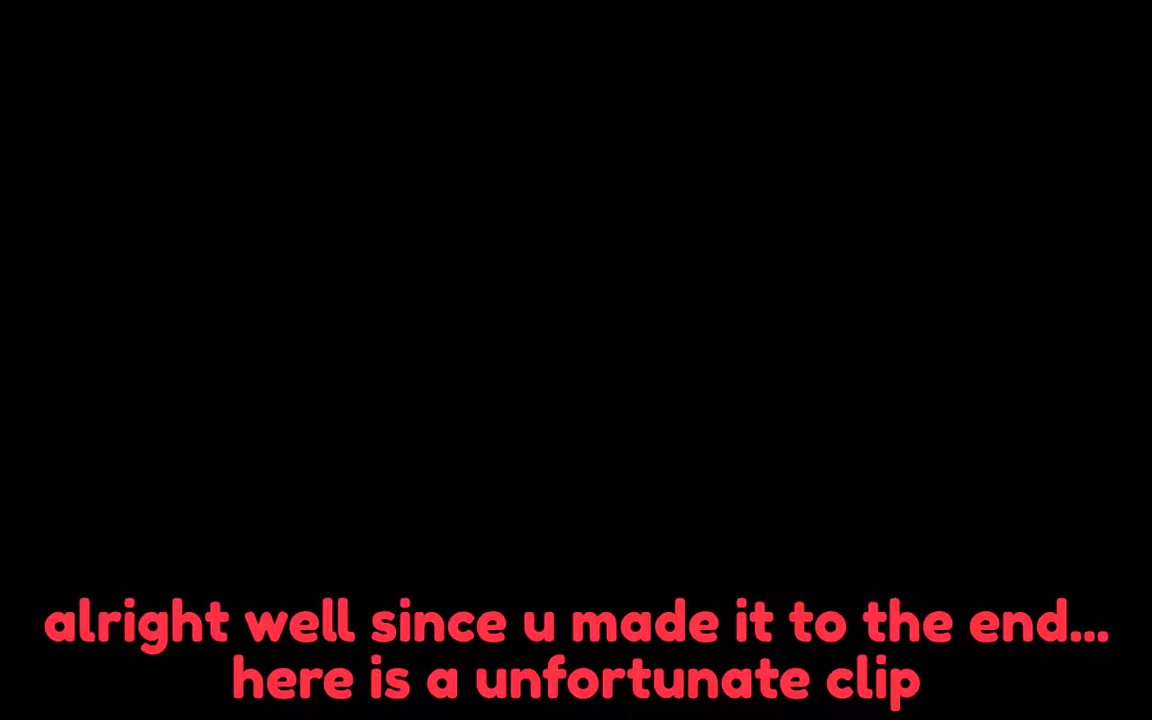 alright well since u made it to the end...
here is a unfortunate clip